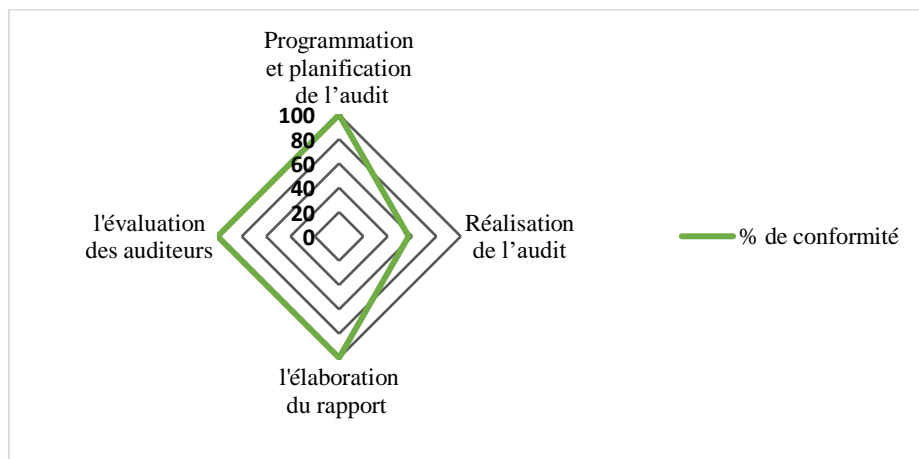 Programmation
et planification
de l’audit
100
80
60
40
20
0
l'évaluation
des auditeurs
Réalisation
de l’audit
% de conformité
l'élaboration
du rapport